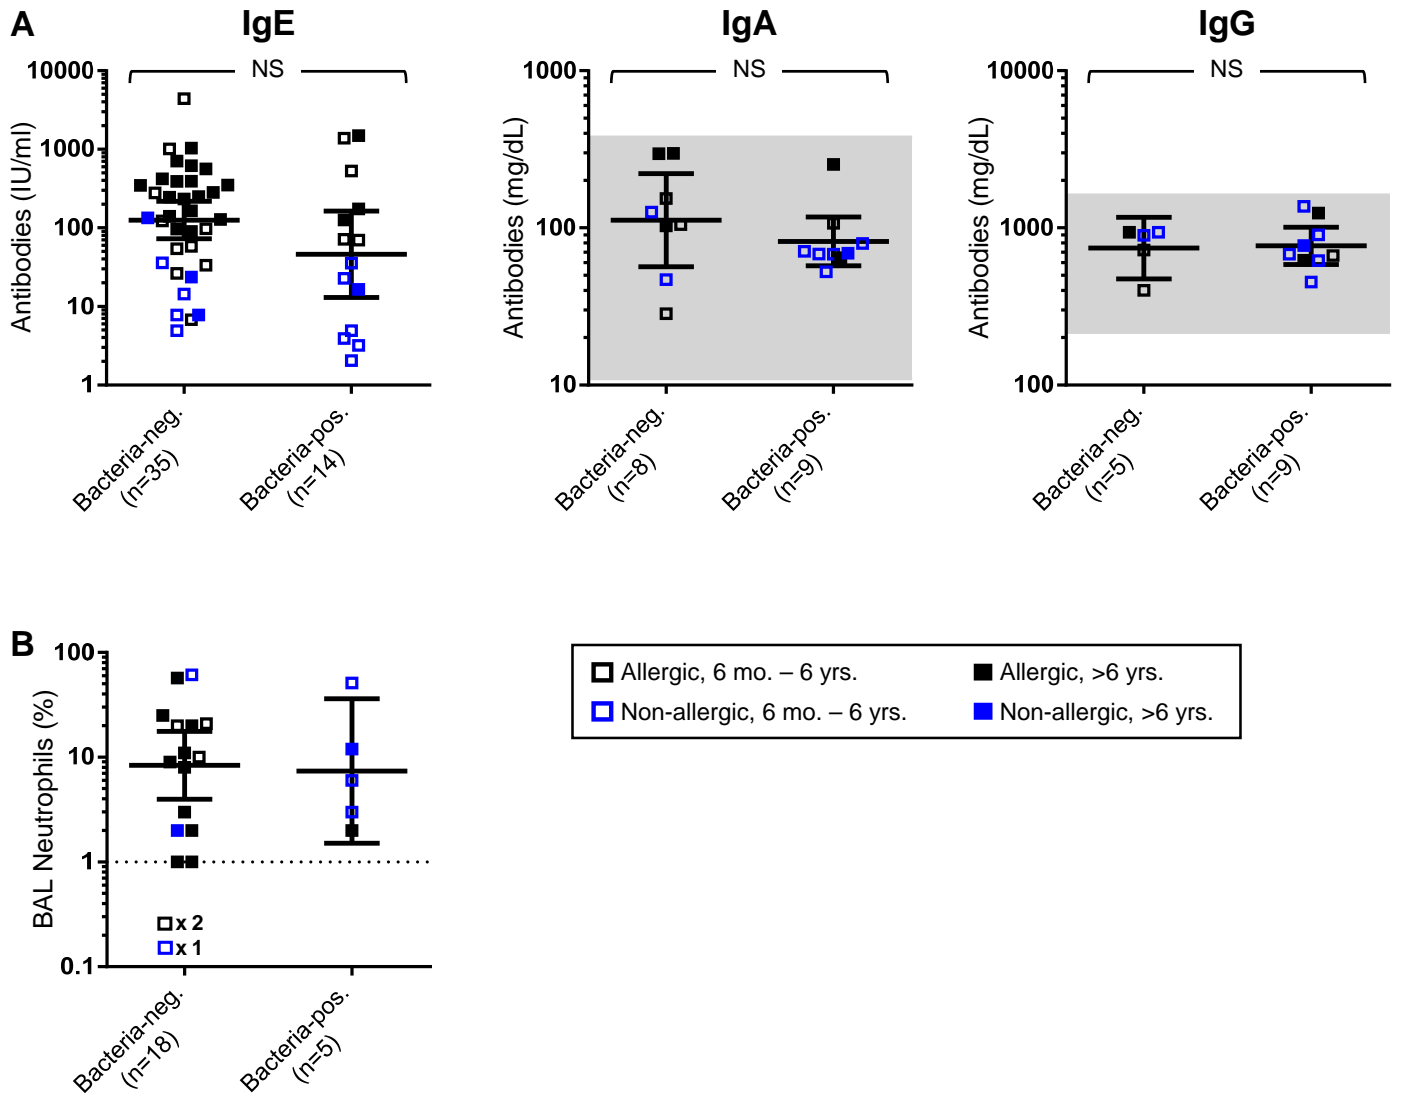 A
IgE
IgA
IgG
NS
NS
NS
Antibodies (IU/ml)
10000
1000
100
10
1
Bacteria-neg.
(n=35)
Bacteria-pos.
(n=14)
Antibodies (mg/dL)
1000
100
10
Bacteria-neg.
(n=8)
Bacteria-pos.
(n=9)
Antibodies (mg/dL)
10000
1000
100
Bacteria-neg.
(n=5)
Bacteria-pos.
(n=9)
B
BAL Neutrophils (%)
100
10
1
0.1
x 2
x 1
Bacteria-neg.
(n=18)
Bacteria-pos.
(n=5)
Allergic, 6 mo. – 6 yrs.
Allergic, >6 yrs.
Non-allergic, 6 mo. – 6 yrs.
Non-allergic, >6 yrs.